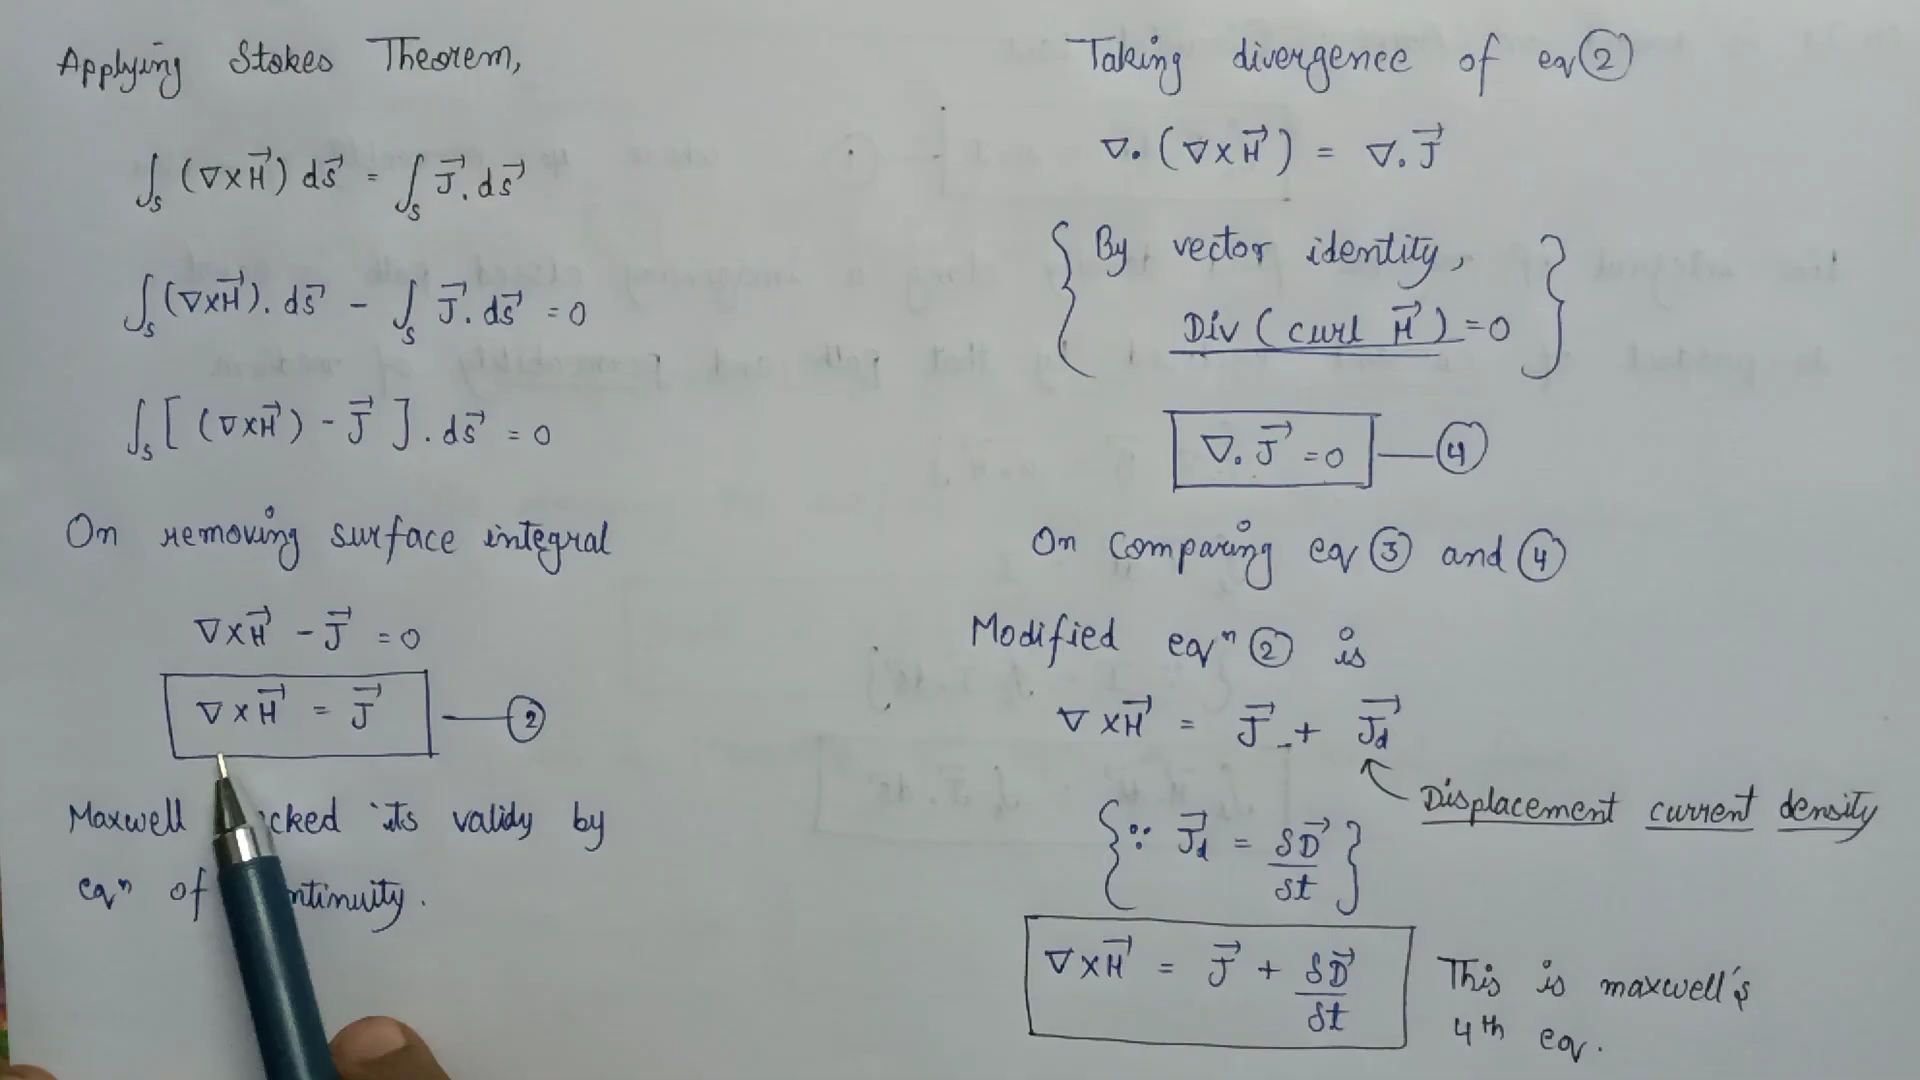 Applying Stokes Theorem,
∫s (∇×H⃗) ds⃗ = ∫s J⃗. ds⃗
∫s (∇×H⃗). ds⃗ - ∫s J⃗. ds⃗ = 0
∫s [ (∇×H⃗) - J⃗ ]. ds⃗ = 0
On removing surface integral
∇×H⃗ - J⃗ = 0
∇×H⃗ = J⃗ — ②
Maxwell cked its validy by
eqⁿ of ntinuity.
Taking divergence of eq ②
∇. (∇×H⃗) = ∇. J⃗
{ By vector identity,
Div ( curl H⃗ ) = 0 }
∇. J⃗ = 0 — ④
On comparing eq ③ and ④
Modified eqⁿ ② is
∇×H⃗ = J⃗ + J⃗d
Displacement current density
{ ∵ J⃗d = δD⃗/δt }
∇×H⃗ = J⃗ + δD⃗/δt This is maxwell's
4th eq.